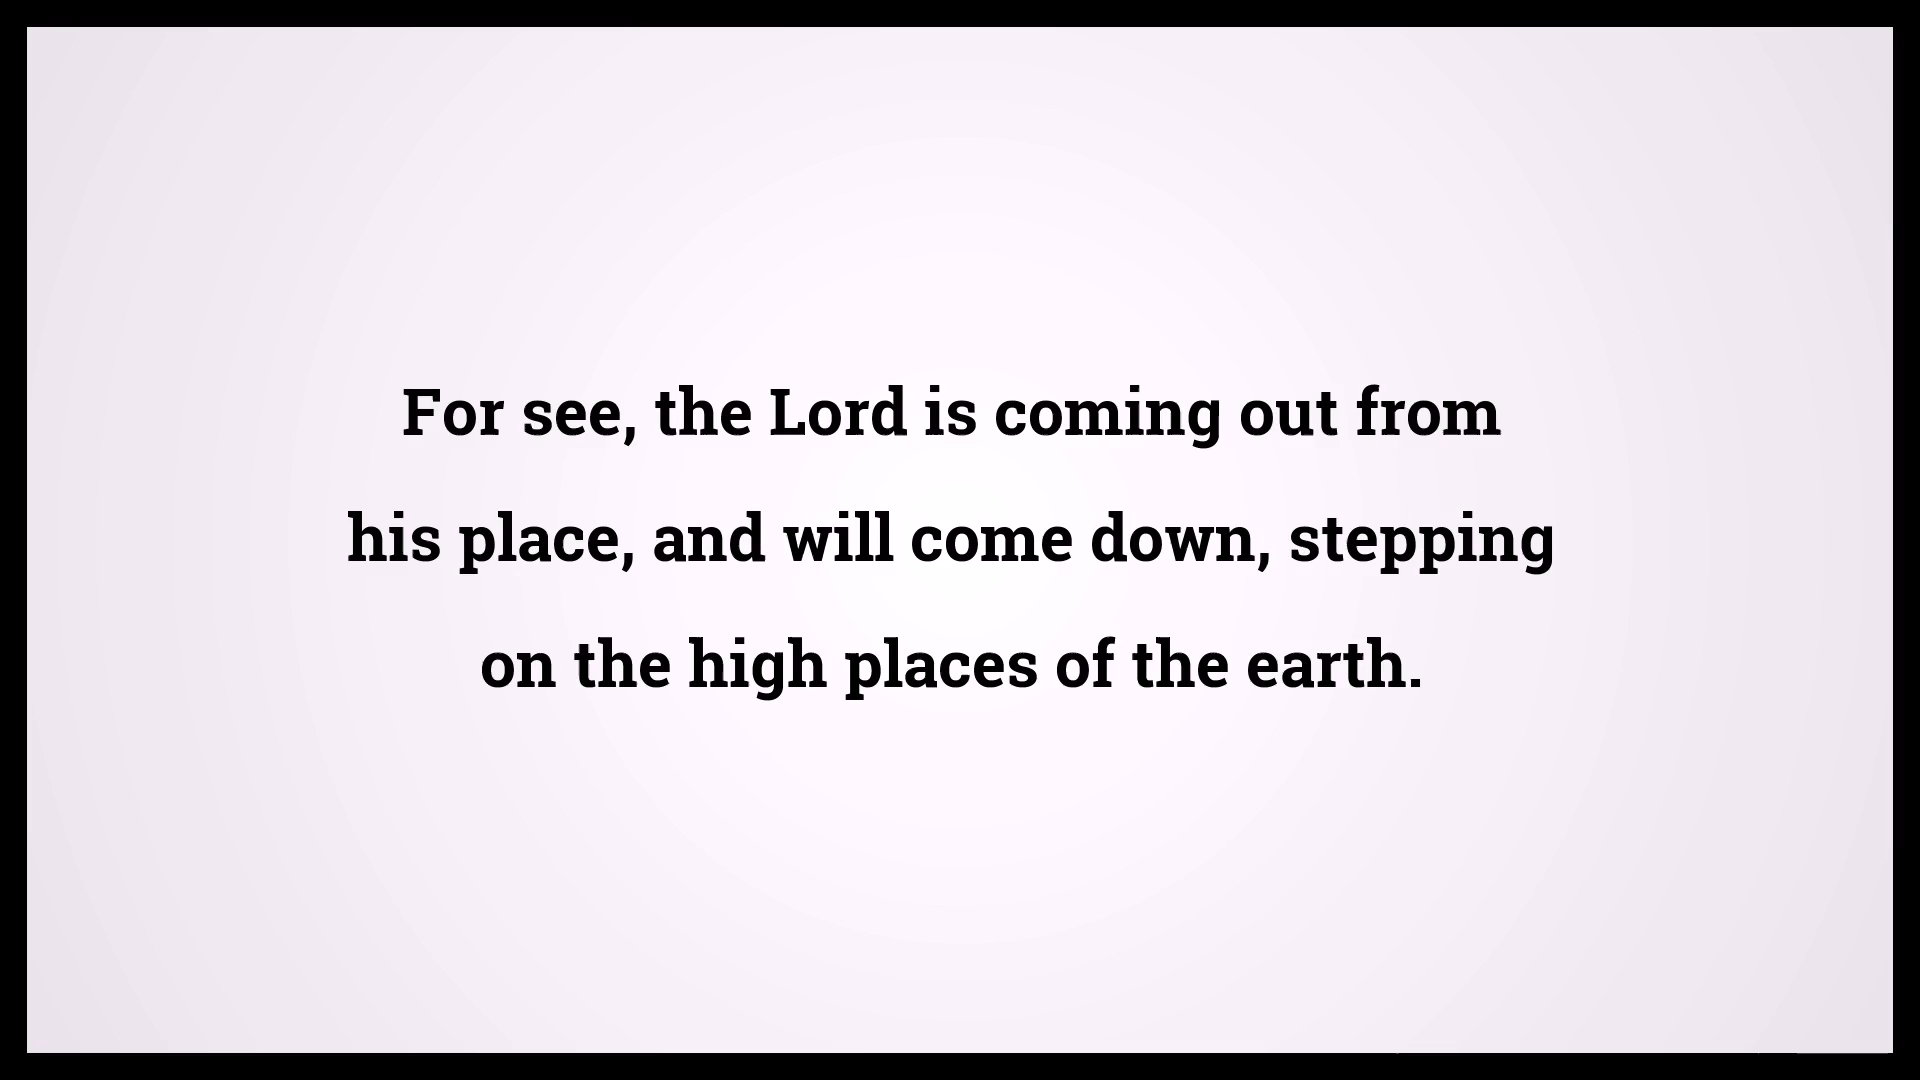 For see, the Lord is coming out from
his place, and will come down, stepping
on the high places of the earth.